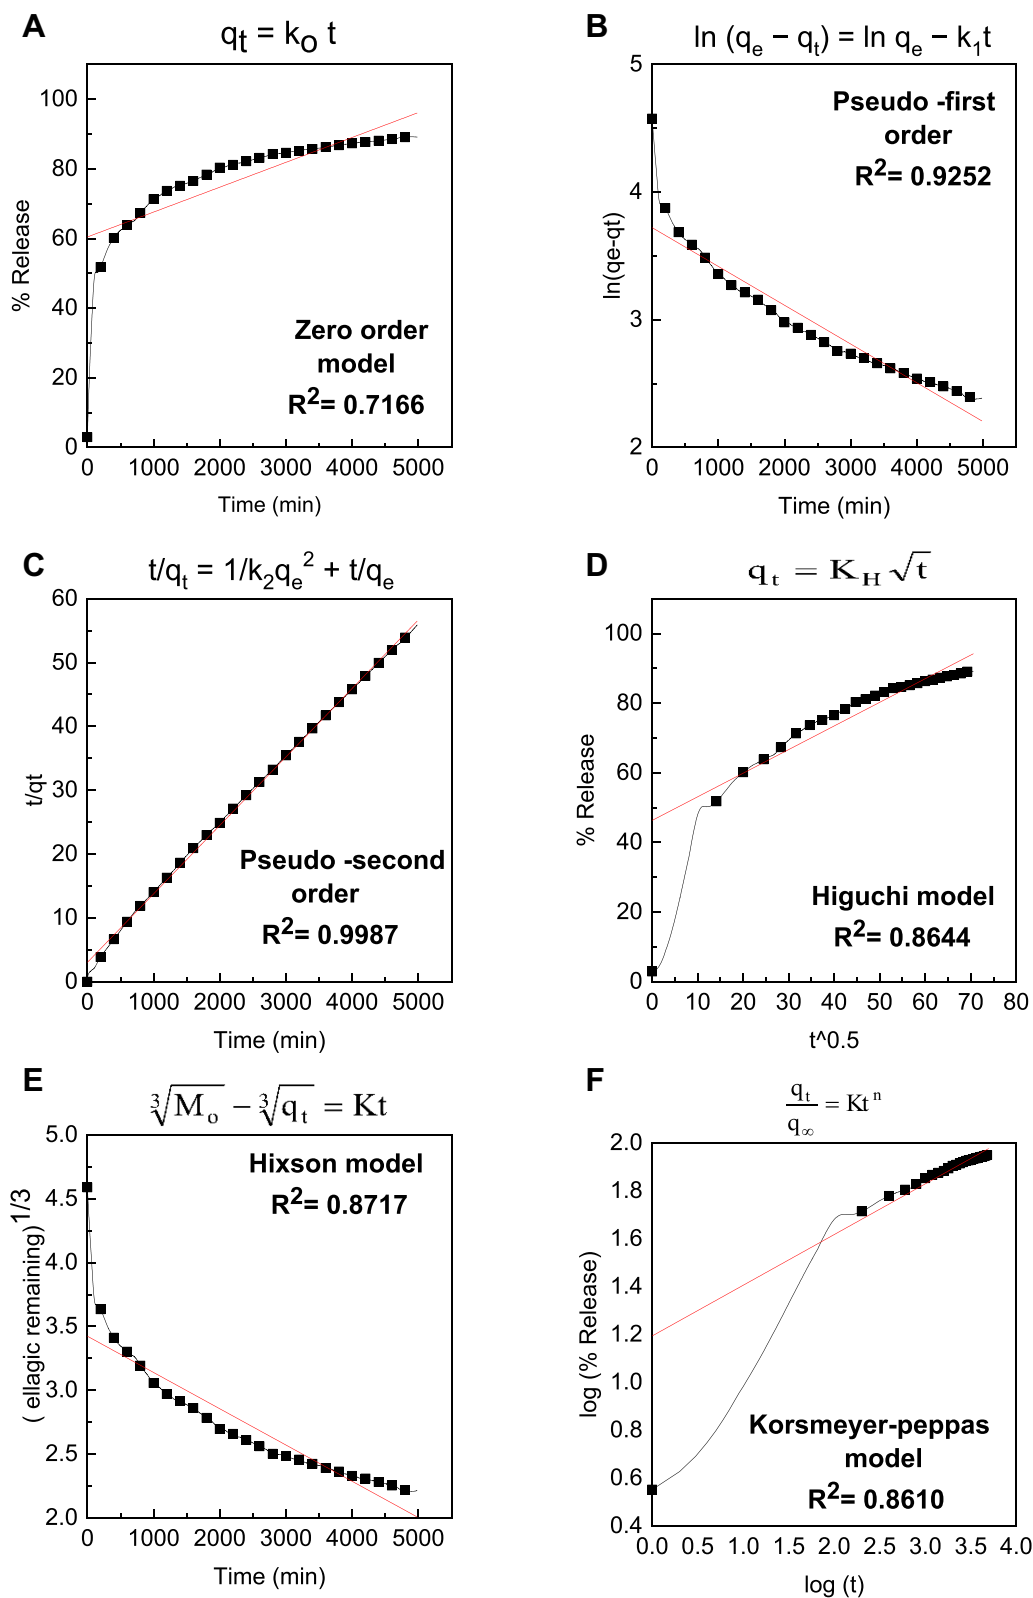 A
qt = ko t
100
80
60
40
20
0
% Release
Zero order
model
R2= 0.7166
0 1000 2000 3000 4000 5000
Time (min)
B
ln (qe − qt) = ln qe − k1t
4
3
2
ln(qe-qt)
Pseudo -first
order
R2= 0.9252
0 1000 2000 3000 4000 5000
Time (min)
C
t/qt = 1/k2qe2 + t/qe
60
50
40
30
20
10
0
t/qt
Pseudo -second
order
R2= 0.9987
0 1000 2000 3000 4000 5000
Time (min)
D
qt = KH √t
100
80
60
40
20
0
% Release
Higuchi model
R2= 0.8644
0 10 20 30 40 50 60 70 80
t^0.5
E
3√Mo − 3√qt = Kt
5.0
4.5
4.0
3.5
3.0
2.5
2.0
( ellagic remaining)1/3
Hixson model
R2= 0.8717
0 1000 2000 3000 4000 5000
Time (min)
F
qt
q∞ = Kt n
2.0
1.8
1.6
1.4
1.2
1.0
0.8
0.6
0.4
log (% Release)
Korsmeyer-peppas
model
R2= 0.8610
0.0 0.5 1.0 1.5 2.0 2.5 3.0 3.5 4.0
log (t)